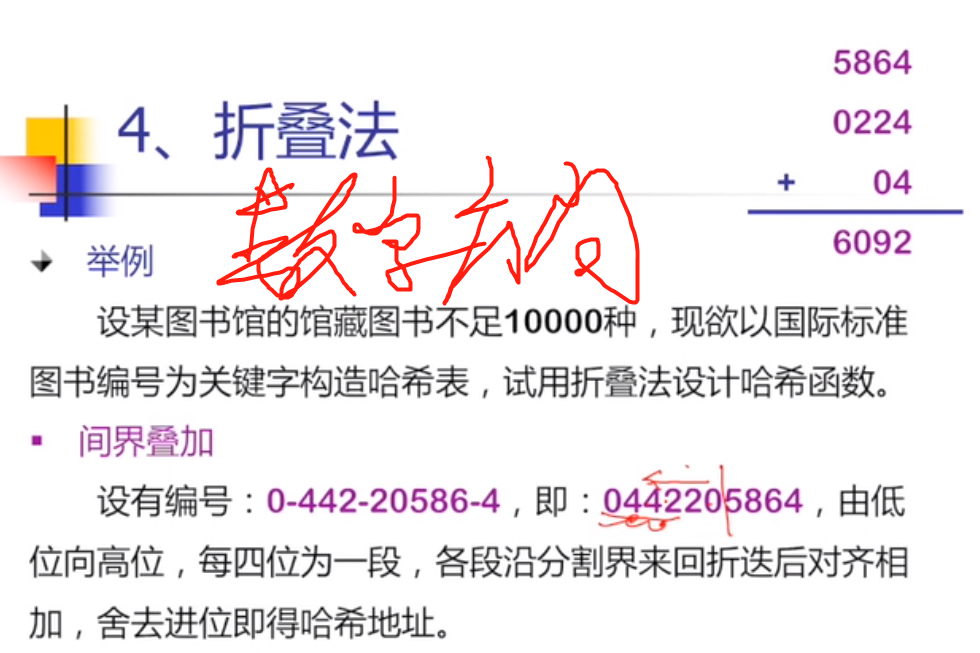 5864
0224
+ 04
6092
4、折叠法
举例
设某图书馆的馆藏图书不足10000种，现欲以国际标准
图书编号为关键字构造哈希表，试用折叠法设计哈希函数。
间界叠加
设有编号：0-442-20586-4，即：0442205864，由低
位向高位，每四位为一段，各段沿分割界来回折迭后对齐相
加，舍去进位即得哈希地址。